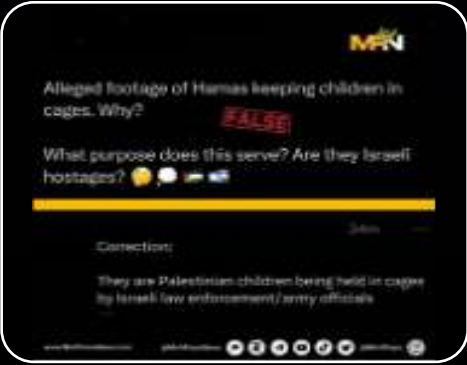 MFN
Alleged footage of Hamas keeping children in
cages. Why?
FALSE
What purpose does this serve? Are they Israeli
hostages?
Correction:
They are Palestinian children being held in cages
by Israeli law enforcement/army officials